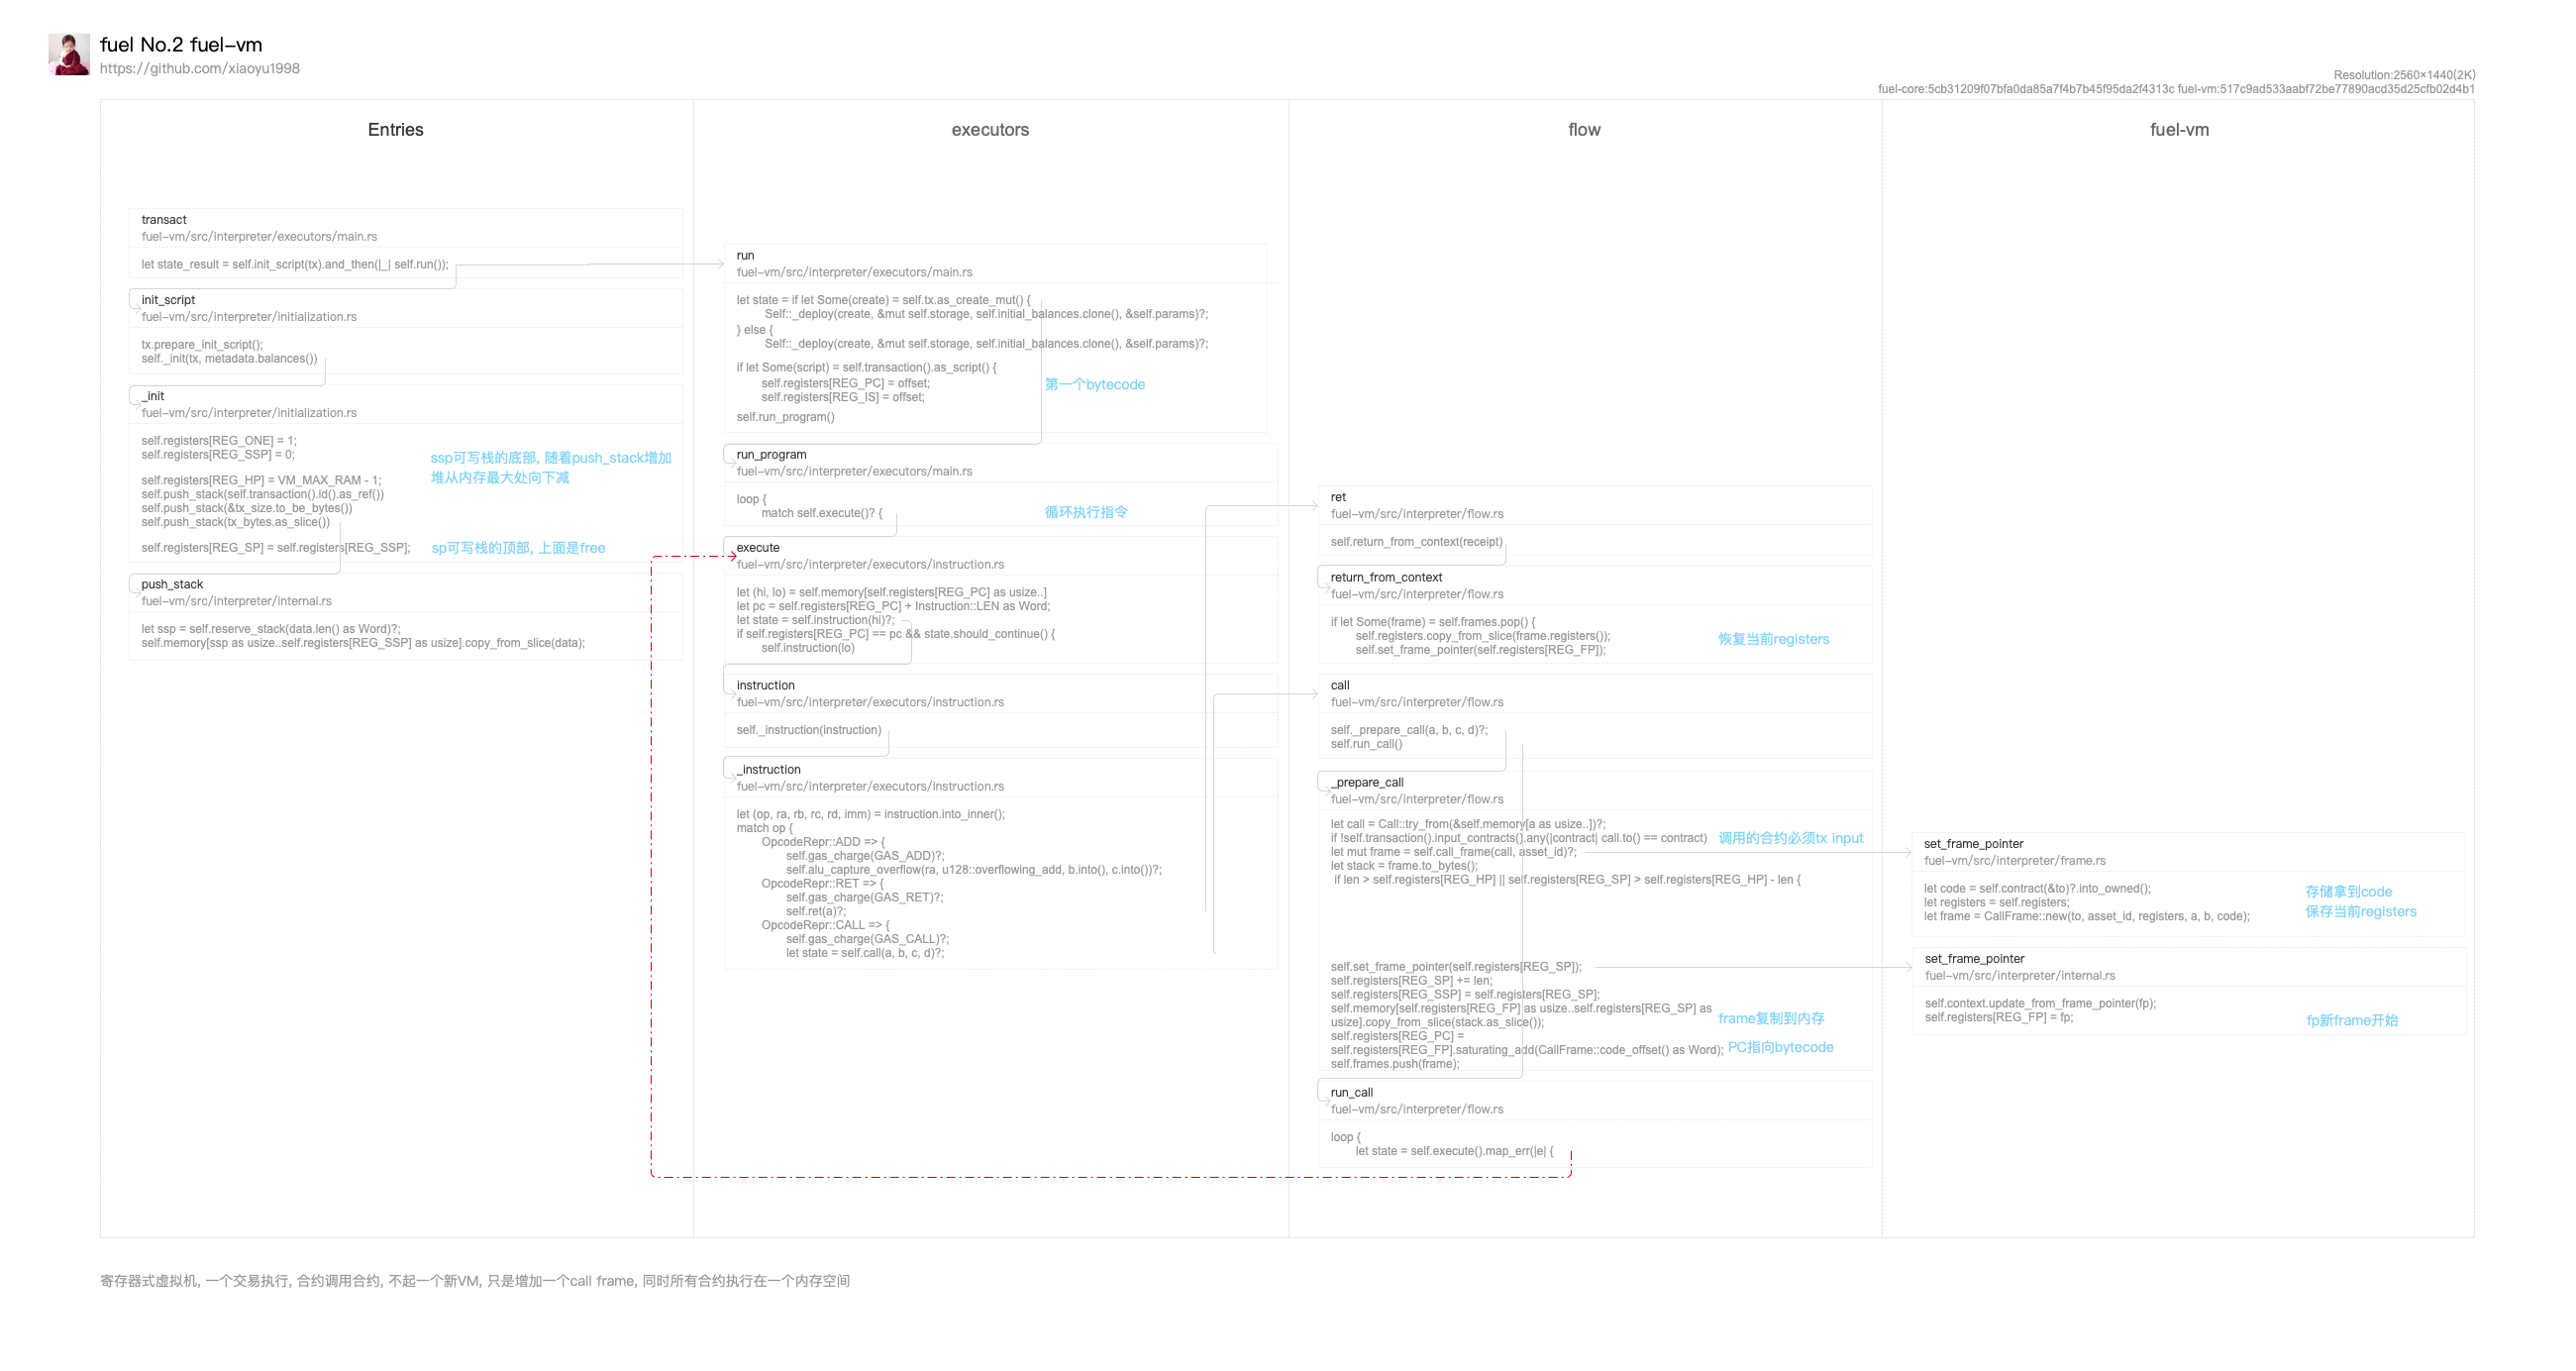 fuel No.2 fuel-vm
https://github.com/xiaoyu1998
Resolution:2560×1440(2K)
fuel-core:5cb31209f07bfa0da85a7f4b7b45f95da2f4313c fuel-vm:517c9ad533aabf72be77890acd35d25cfb02d4b1
Entries
transact
fuel-vm/src/interpreter/executors/main.rs
let state_result = self.init_script(tx).and_then(|_| self.run());
init_script
fuel-vm/src/interpreter/initialization.rs
tx.prepare_init_script();
self._init(tx, metadata.balances())
_init
fuel-vm/src/interpreter/initialization.rs
self.registers[REG_ONE] = 1;
self.registers[REG_SSP] = 0;
ssp可写栈的底部, 随着push_stack增加
堆从内存最大处向下减
self.registers[REG_HP] = VM_MAX_RAM - 1;
self.push_stack(self.transaction().id().as_ref())
self.push_stack(&tx_size.to_be_bytes())
self.push_stack(tx_bytes.as_slice())
self.registers[REG_SP] = self.registers[REG_SSP];
sp可写栈的顶部, 上面是free
push_stack
fuel-vm/src/interpreter/internal.rs
let ssp = self.reserve_stack(data.len() as Word)?;
self.memory[ssp as usize..self.registers[REG_SSP] as usize].copy_from_slice(data);
executors
run
fuel-vm/src/interpreter/executors/main.rs
let state = if let Some(create) = self.tx.as_create_mut() {
Self::_deploy(create, &mut self.storage, self.initial_balances.clone(), &self.params)?;
} else {
Self::_deploy(create, &mut self.storage, self.initial_balances.clone(), &self.params)?;
if let Some(script) = self.transaction().as_script() {
self.registers[REG_PC] = offset;
self.registers[REG_IS] = offset;
第一个bytecode
self.run_program()
run_program
fuel-vm/src/interpreter/executors/main.rs
loop {
match self.execute()? {
循环执行指令
execute
fuel-vm/src/interpreter/executors/instruction.rs
let (hi, lo) = self.memory[self.registers[REG_PC] as usize..]
let pc = self.registers[REG_PC] + Instruction::LEN as Word;
let state = self.instruction(hi)?;
if self.registers[REG_PC] == pc && state.should_continue() {
self.instruction(lo)
instruction
fuel-vm/src/interpreter/executors/instruction.rs
self._instruction(instruction)
_instruction
fuel-vm/src/interpreter/executors/instruction.rs
let (op, ra, rb, rc, rd, imm) = instruction.into_inner();
match op {
OpcodeRepr::ADD => {
self.gas_charge(GAS_ADD)?;
self.alu_capture_overflow(ra, u128::overflowing_add, b.into(), c.into())?;
OpcodeRepr::RET => {
self.gas_charge(GAS_RET)?;
self.ret(a)?;
OpcodeRepr::CALL => {
self.gas_charge(GAS_CALL)?;
let state = self.call(a, b, c, d)?;
flow
ret
fuel-vm/src/interpreter/flow.rs
self.return_from_context(receipt)
return_from_context
fuel-vm/src/interpreter/flow.rs
if let Some(frame) = self.frames.pop() {
self.registers.copy_from_slice(frame.registers());
self.set_frame_pointer(self.registers[REG_FP]);
恢复当前registers
call
fuel-vm/src/interpreter/flow.rs
self._prepare_call(a, b, c, d)?;
self.run_call()
_prepare_call
fuel-vm/src/interpreter/flow.rs
let call = Call::try_from(&self.memory[a as usize..])?;
if !self.transaction().input_contracts().any(|contract| call.to() == contract)
调用的合约必须tx input
let mut frame = self.call_frame(call, asset_id)?;
let stack = frame.to_bytes();
if len > self.registers[REG_HP] || self.registers[REG_SP] > self.registers[REG_HP] - len {
self.set_frame_pointer(self.registers[REG_SP]);
self.registers[REG_SP] += len;
self.registers[REG_SSP] = self.registers[REG_SP];
self.memory[self.registers[REG_FP] as usize..self.registers[REG_SP] as
usize].copy_from_slice(stack.as_slice());
frame复制到内存
self.registers[REG_PC] =
self.registers[REG_FP].saturating_add(CallFrame::code_offset() as Word);
PC指向bytecode
self.frames.push(frame);
run_call
fuel-vm/src/interpreter/flow.rs
loop {
let state = self.execute().map_err(|e| {
fuel-vm
set_frame_pointer
fuel-vm/src/interpreter/frame.rs
let code = self.contract(&to)?.into_owned();
let registers = self.registers;
let frame = CallFrame::new(to, asset_id, registers, a, b, code);
存储拿到code
保存当前registers
set_frame_pointer
fuel-vm/src/interpreter/internal.rs
self.context.update_from_frame_pointer(fp);
self.registers[REG_FP] = fp;
fp新frame开始
寄存器式虚拟机, 一个交易执行, 合约调用合约, 不起一个新VM, 只是增加一个call frame, 同时所有合约执行在一个内存空间